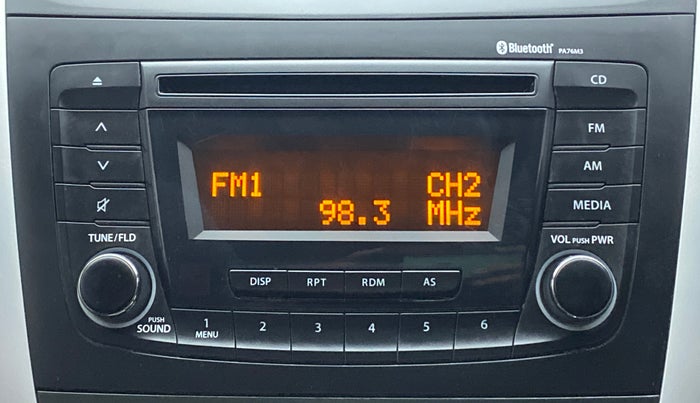 Bluetooth PA76M3
CD
FM
AM
MEDIA
FM1 CH2
98.3 MHz
TUNE/FLD
VOL PUSH PWR
DISP RPT RDM AS
PUSH SOUND
1 MENU 2 3 4 5 6